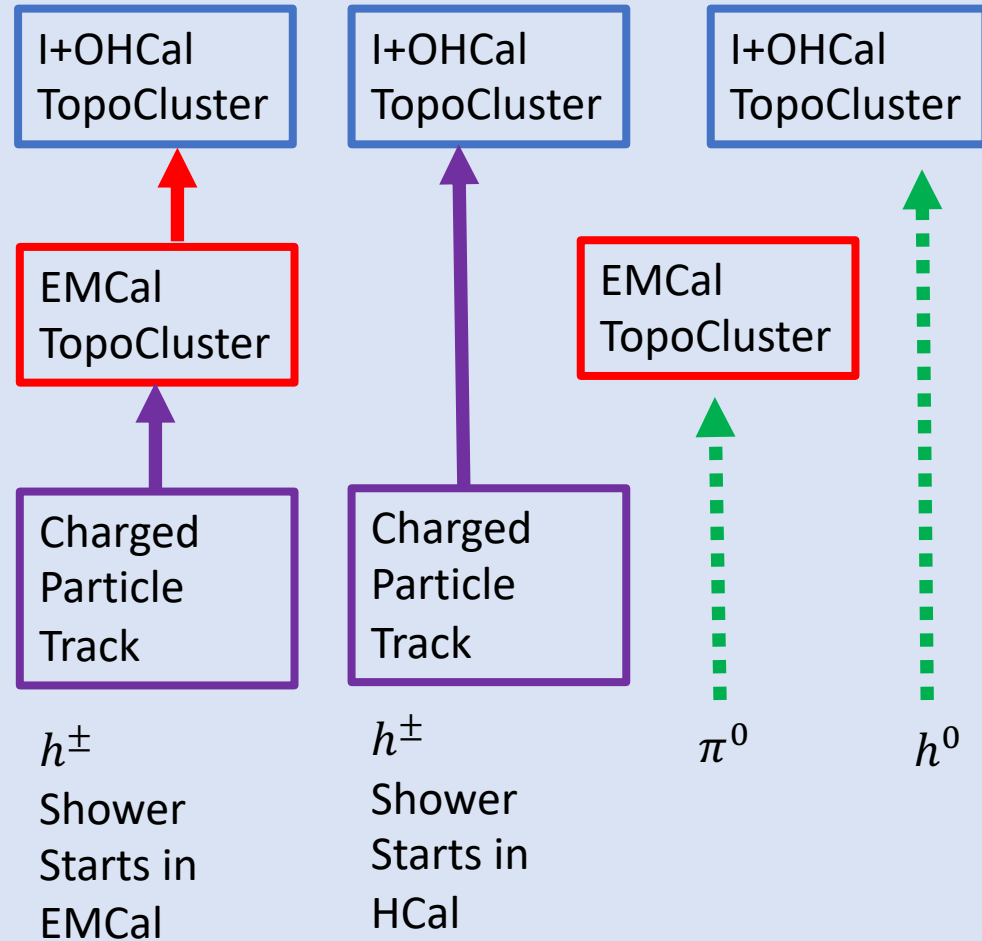 I+OHCal
TopoCluster
I+OHCal
TopoCluster
I+OHCal
TopoCluster
EMCal
TopoCluster
EMCal
TopoCluster
Charged
Particle
Track
Charged
Particle
Track
h±
Shower
Starts in
EMCal
h±
Shower
Starts in
HCal
π⁰
h⁰